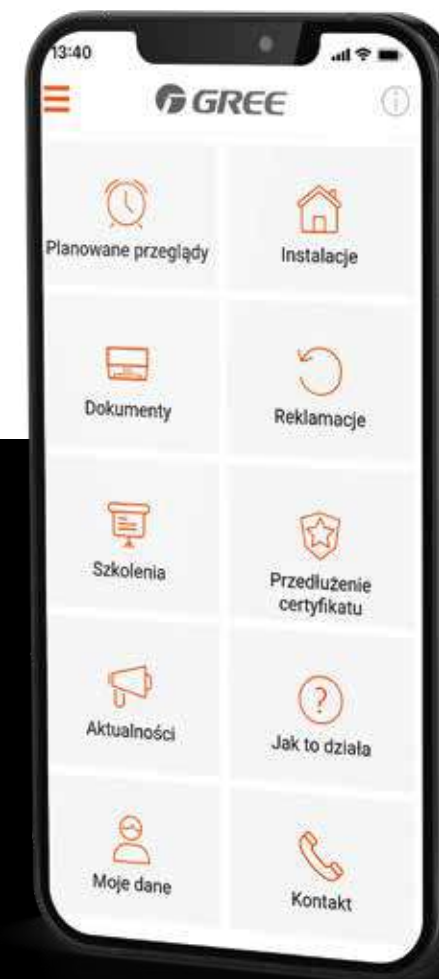 13:40
GREE
Planowane przeglądy
Instalacje
Dokumenty
Reklamacje
Szkolenia
Przedłużenie
certyfikatu
Aktualności
Jak to działa
Moje dane
Kontakt